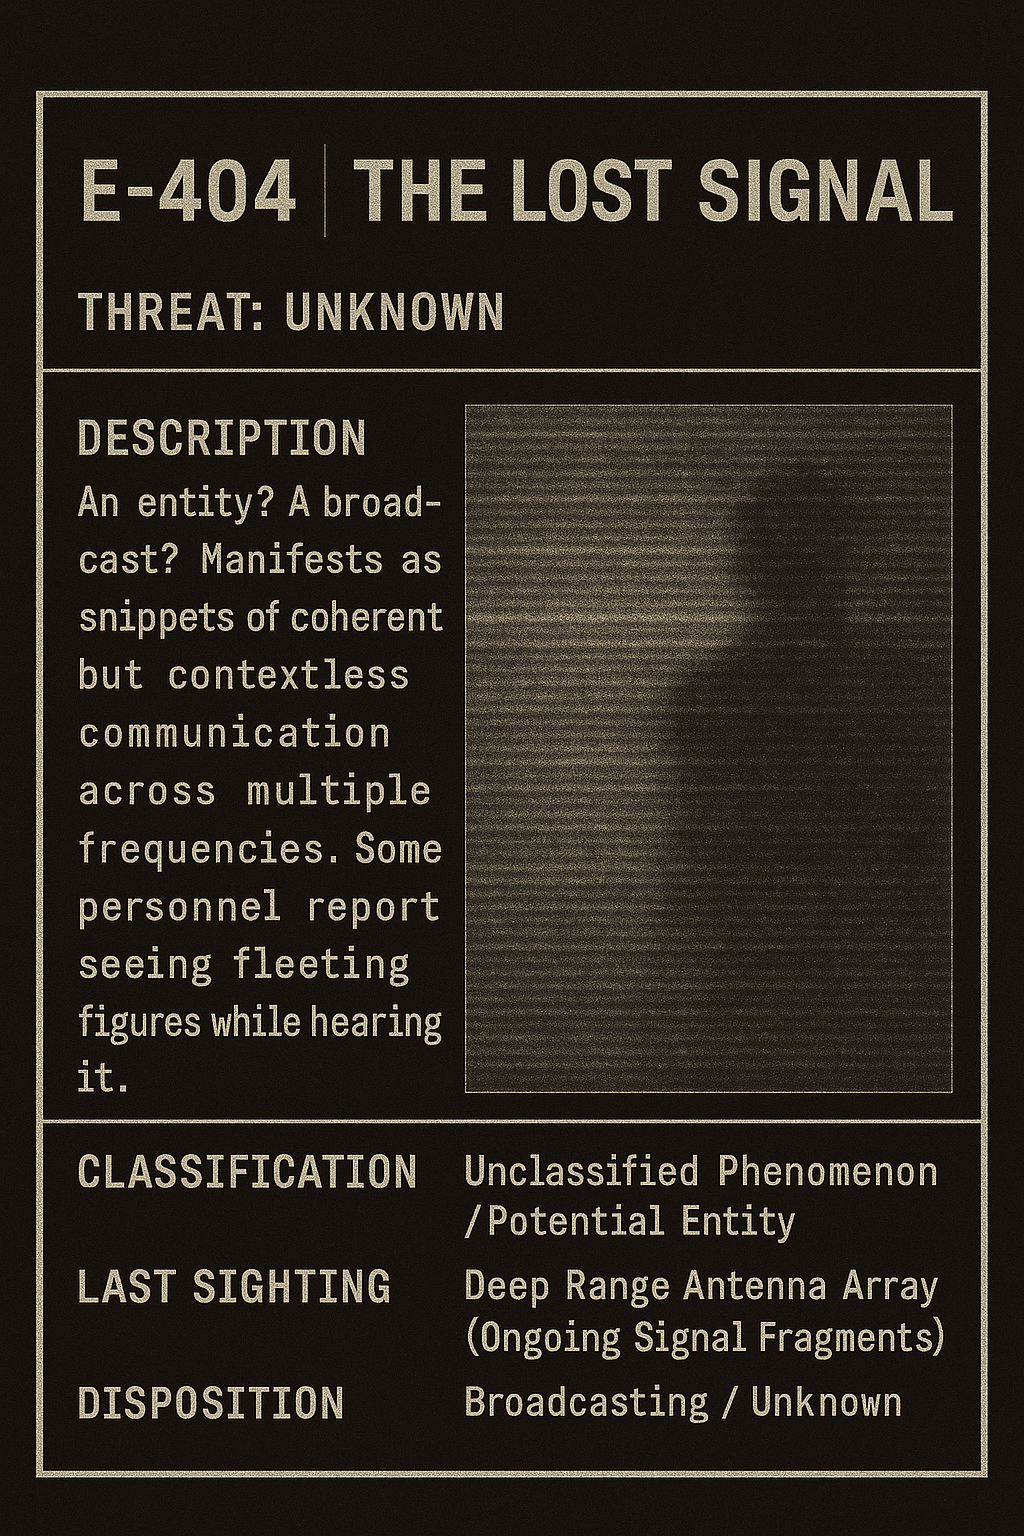 E-404 | THE LOST SIGNAL
THREAT: UNKNOWN
DESCRIPTION
An entity? A broad-
cast? Manifests as
snippets of coherent
but contextless
communication
across multiple
frequencies. Some
personnel report
seeing fleeting
figures while hearing
it.
CLASSIFICATION
Unclassified Phenomenon
/Potential Entity
LAST SIGHTING
Deep Range Antenna Array
(Ongoing Signal Fragments)
DISPOSITION
Broadcasting / Unknown